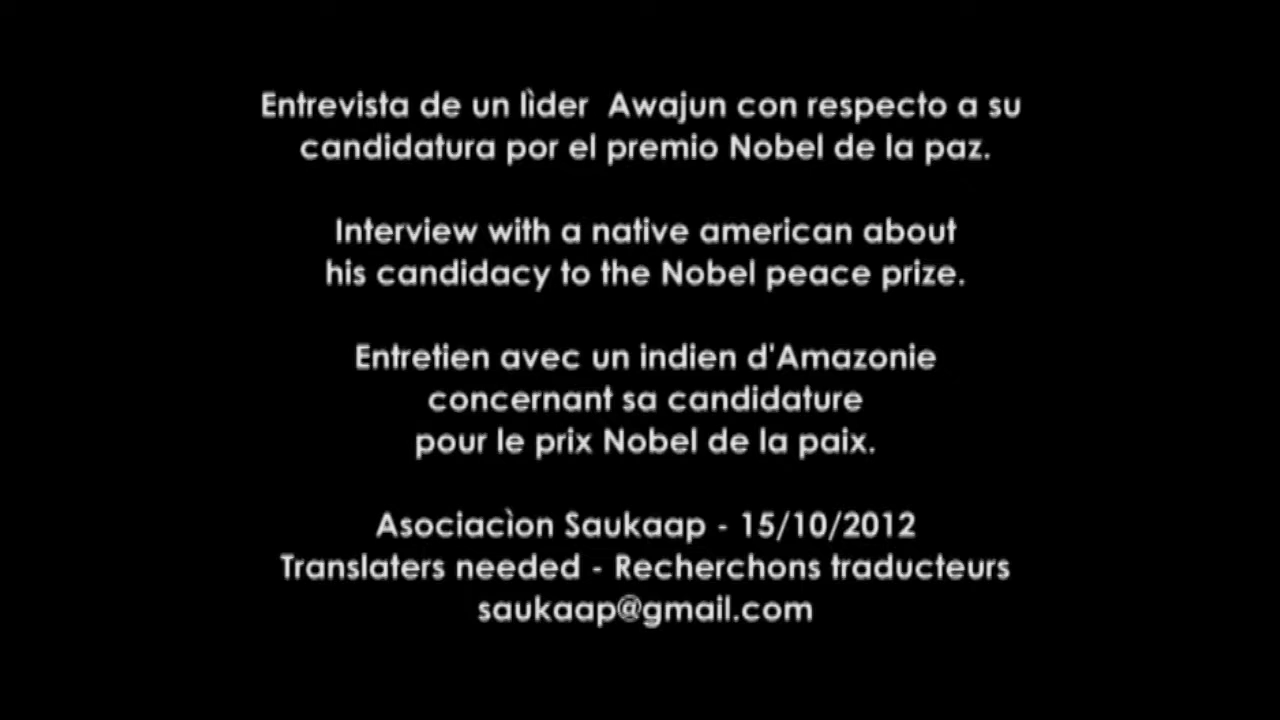 Entrevista de un lìder  Awajun con respecto a su
candidatura por el premio Nobel de la paz.
Interview with a native american about
his candidacy to the Nobel peace prize.
Entretien avec un indien d'Amazonie
concernant sa candidature
pour le prix Nobel de la paix.
Asociacìon Saukaap - 15/10/2012
Translaters needed - Recherchons traducteurs
saukaap@gmail.com